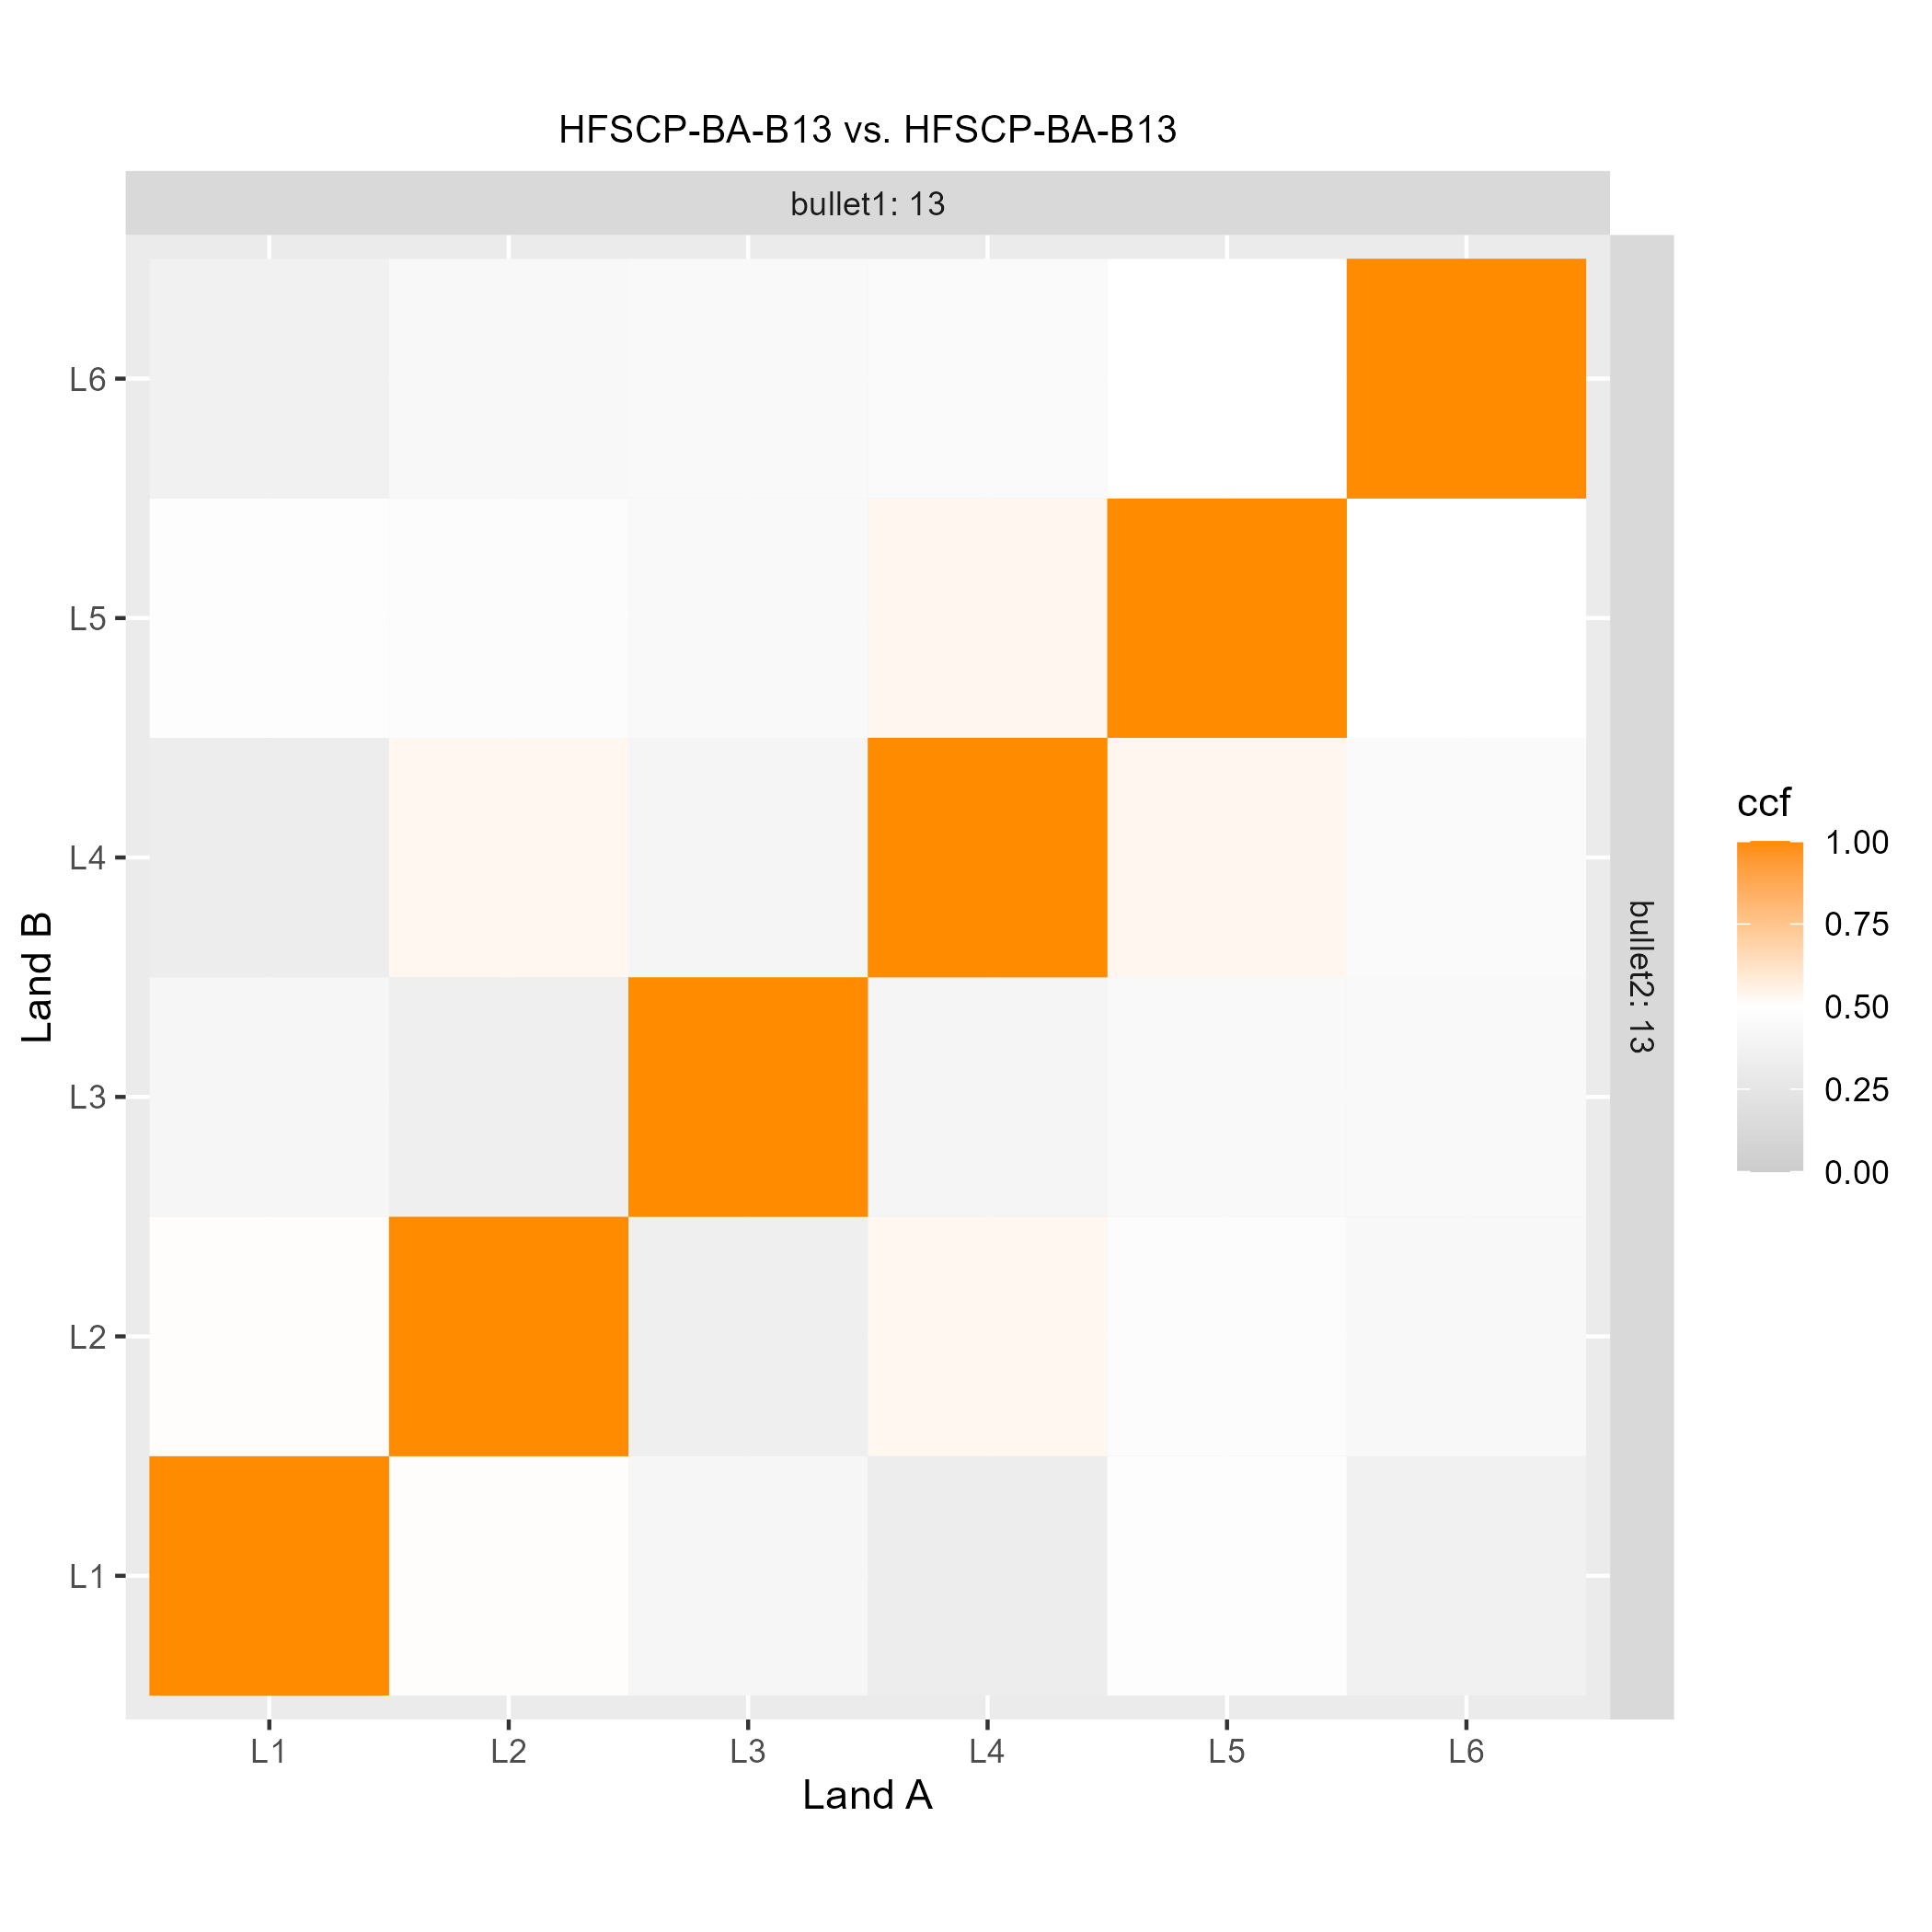 HFSCP-BA-B13 vs. HFSCP-BA-B13
bullet1: 13
L6
L5
L4
L3
L2
L1
Land B
bullet2: 13
L1 L2 L3 L4 L5 L6
Land A
ccf
1.00
0.75
0.50
0.25
0.00